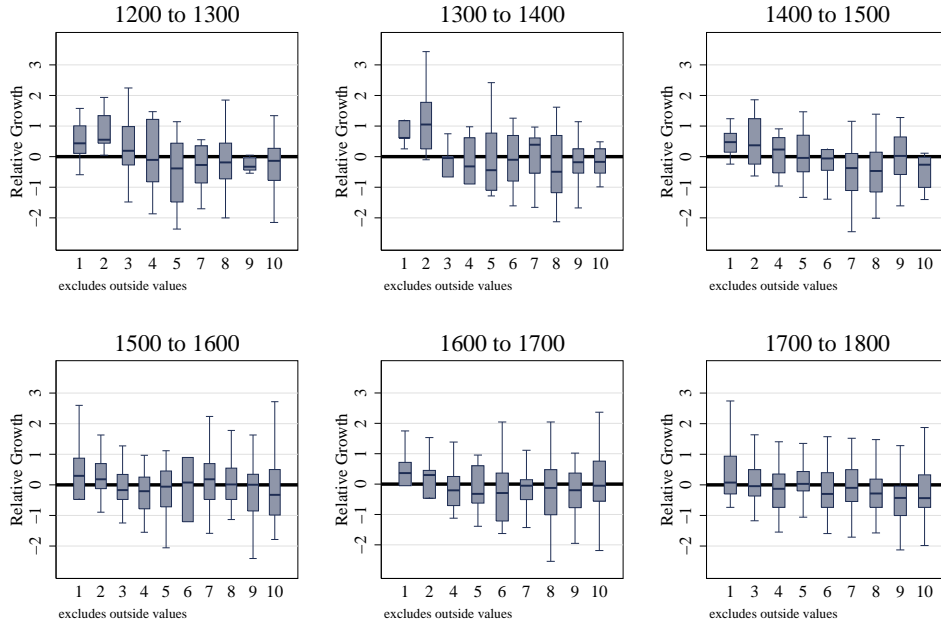 1200 to 1300
Relative Growth
3
2
1
0
−1
−2
1 2 3 4 5 7 8 9 10
excludes outside values
1300 to 1400
Relative Growth
3
2
1
0
−1
−2
1 2 3 4 5 6 7 8 9 10
excludes outside values
1400 to 1500
Relative Growth
3
2
1
0
−1
−2
1 2 4 5 6 7 8 9 10
excludes outside values
1500 to 1600
Relative Growth
3
2
1
0
−1
−2
1 2 3 4 5 6 7 8 9 10
excludes outside values
1600 to 1700
Relative Growth
3
2
1
0
−1
−2
1 2 4 5 6 7 8 9 10
excludes outside values
1700 to 1800
Relative Growth
3
2
1
0
−1
−2
1 3 4 5 6 7 8 9 10
excludes outside values